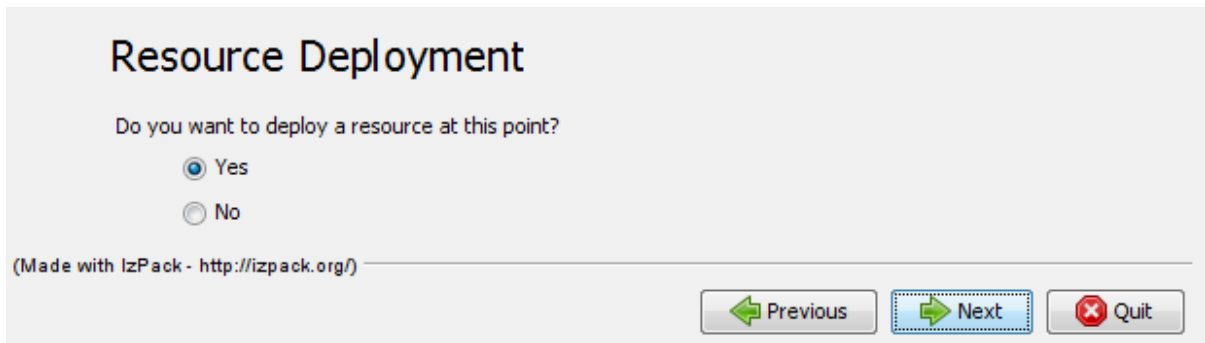 Resource Deployment
Do you want to deploy a resource at this point?
Yes
No
(Made with IzPack - http://izpack.org/)
Previous Next Quit